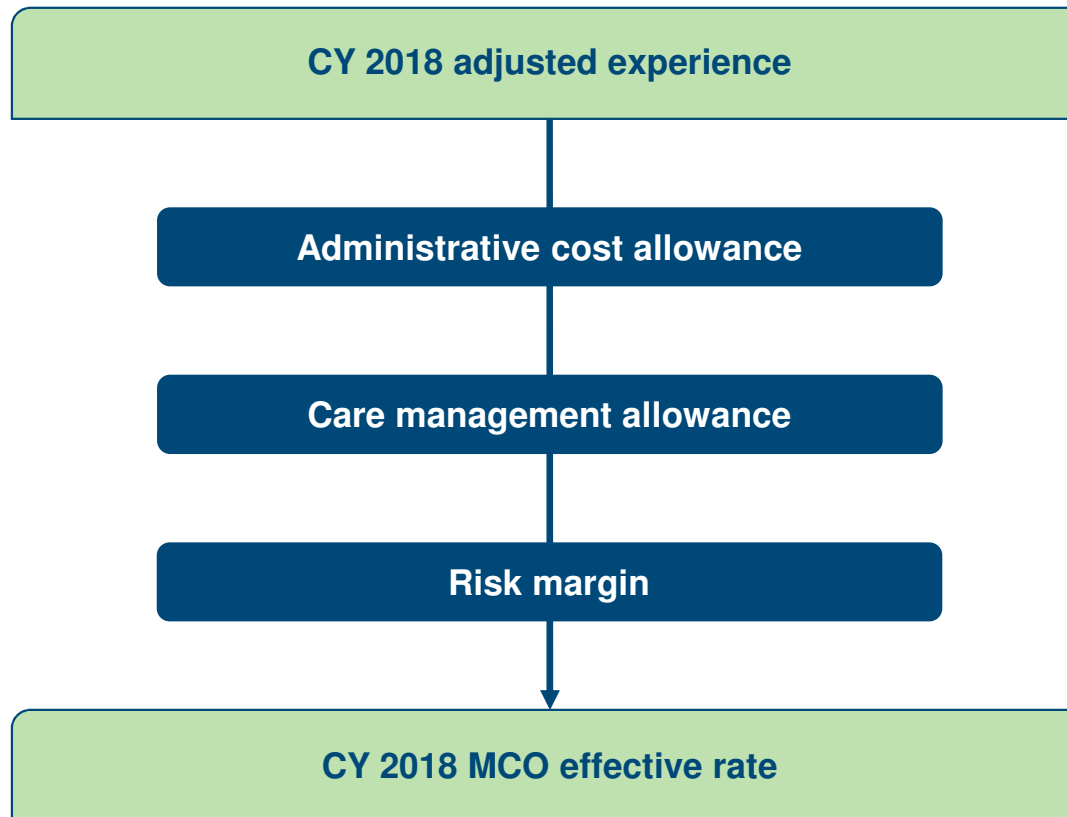 CY 2018 adjusted experience
Administrative cost allowance
Care management allowance
Risk margin
CY 2018 MCO effective rate